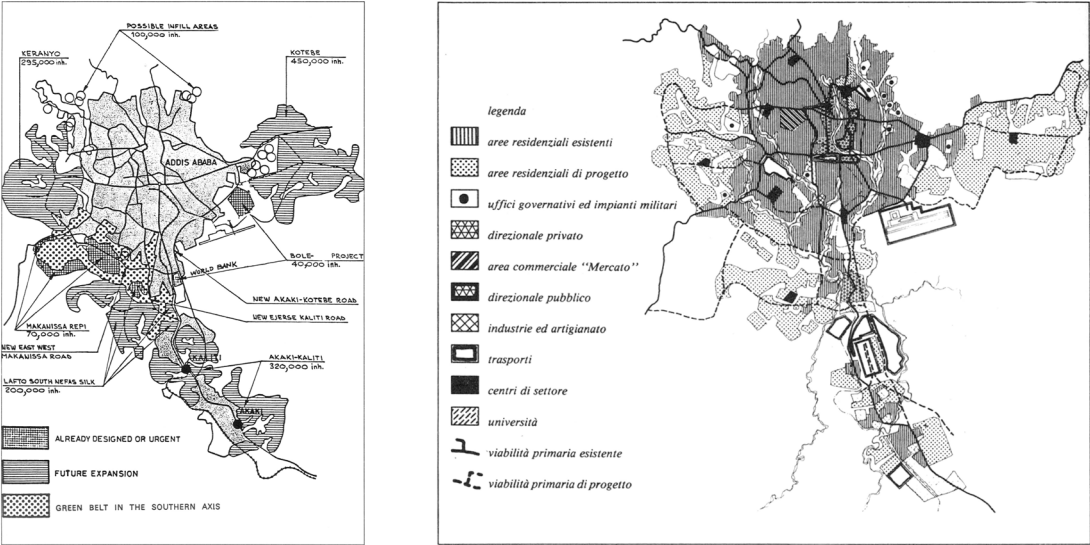 POSSIBLE INFILL AREAS
100,000 inh.
KERANYO
295,000 inh.
KOTEBE
450,000 inh.
ADDIS ABABA
BOLE- PROJECT
40,000 inh.
WORLD BANK
NEW AKAKI-KOTEBE ROAD
NEW EJERSE KALITI ROAD
MAKANISSA REPI
70,000 inh.
NEW EAST WEST
MAKANISSA ROAD
KALITI
AKAKI-KALITI
320,000 inh.
LAFTO SOUTH NEFAS SILK
200,000 inh.
AKAKI
ALREADY DESIGNED OR URGENT
FUTURE EXPANSION
GREEN BELT IN THE SOUTHERN AXIS
legenda
aree residenziali esistenti
aree residenziali di progetto
uffici governativi ed impianti militari
direzionale privato
area commerciale "Mercato"
direzionale pubblico
industrie ed artigianato
trasporti
centri di settore
università
viabilità primaria esistente
viabilità primaria di progetto